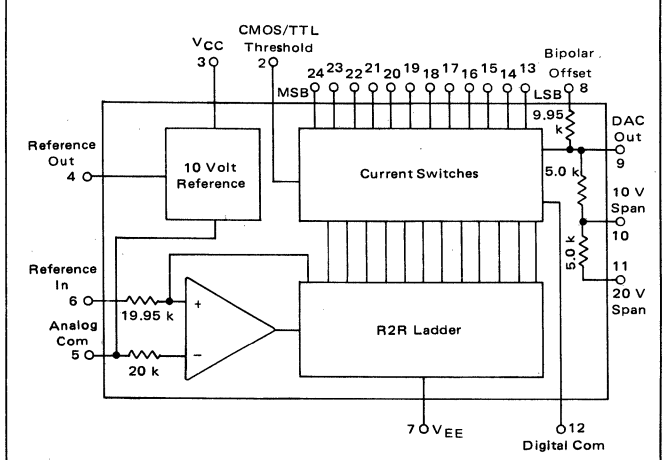 CMOS/TTL
Threshold
2
VCC
3
MSB
24 23 22 21 20 19 18 17 16 15 14 13
LSB
Bipolar
Offset
8
9.95
k
DAC
Out
9
Reference
Out
4
10 Volt
Reference
Current Switches
5.0 k
10 V
Span
10
5.0 k
11
20 V
Span
Reference
In
6
19.95 k
+
Analog
Com
5
−
20 k
R2R Ladder
7
VEE
12
Digital Com